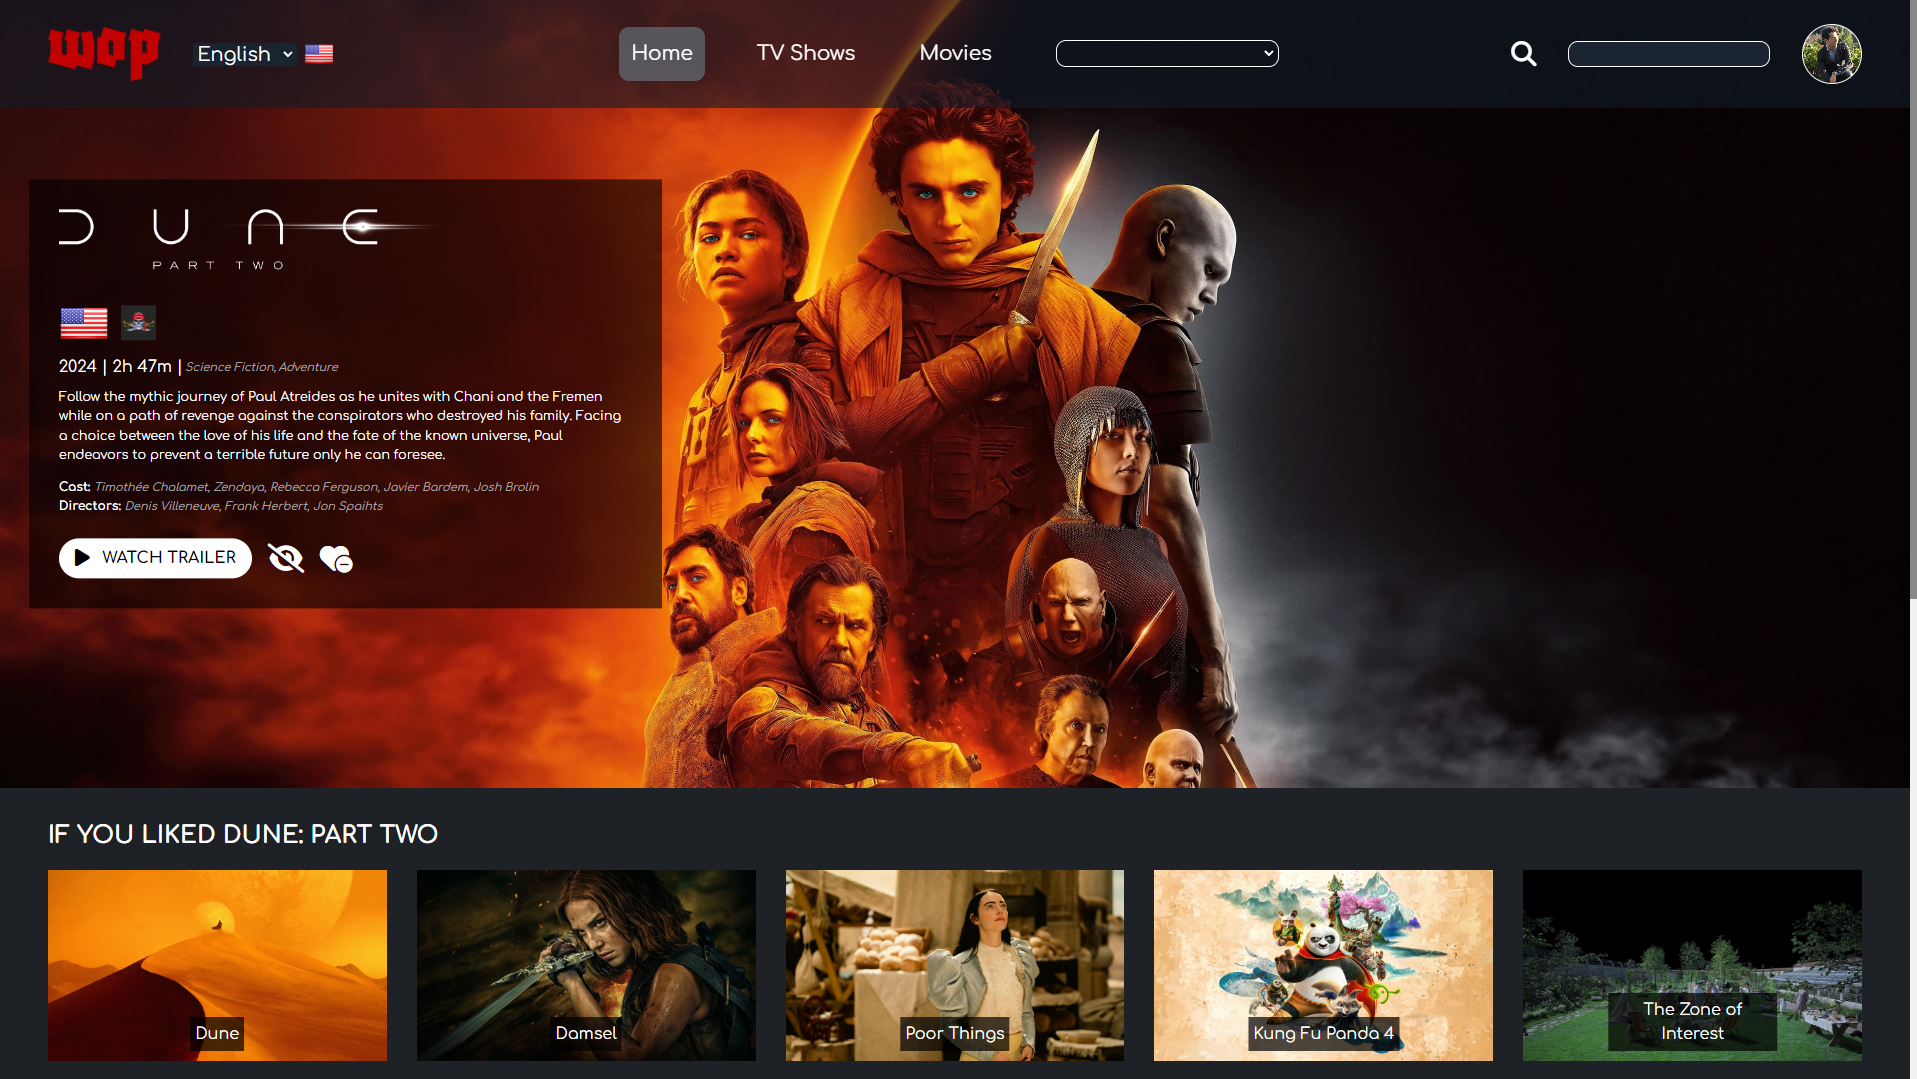 wop
English
Home
TV Shows
Movies
DUNE
PART TWO
2024 | 2h 47m | Science Fiction, Adventure
Follow the mythic journey of Paul Atreides as he unites with Chani and the Fremen
while on a path of revenge against the conspirators who destroyed his family. Facing
a choice between the love of his life and the fate of the known universe, Paul
endeavors to prevent a terrible future only he can foresee.
Cast: Timothée Chalamet, Zendaya, Rebecca Ferguson, Javier Bardem, Josh Brolin
Directors: Denis Villeneuve, Frank Herbert, Jon Spaihts
WATCH TRAILER
IF YOU LIKED DUNE: PART TWO
Dune
Damsel
Poor Things
Kung Fu Panda 4
The Zone of
Interest